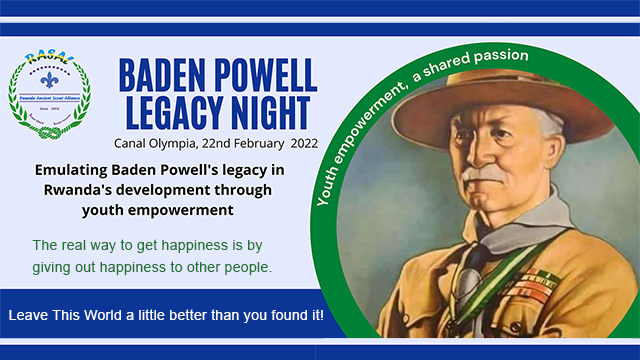 RASAL
Rwanda Ancient Scout Alliance
BADEN POWELL
LEGACY NIGHT
Canal Olympia, 22nd February 2022
Emulating Baden Powell's legacy in
Rwanda's development through
youth empowerment
The real way to get happiness is by
giving out happiness to other people.
Leave This World a little better than you found it!
Youth empowerment, a shared passion